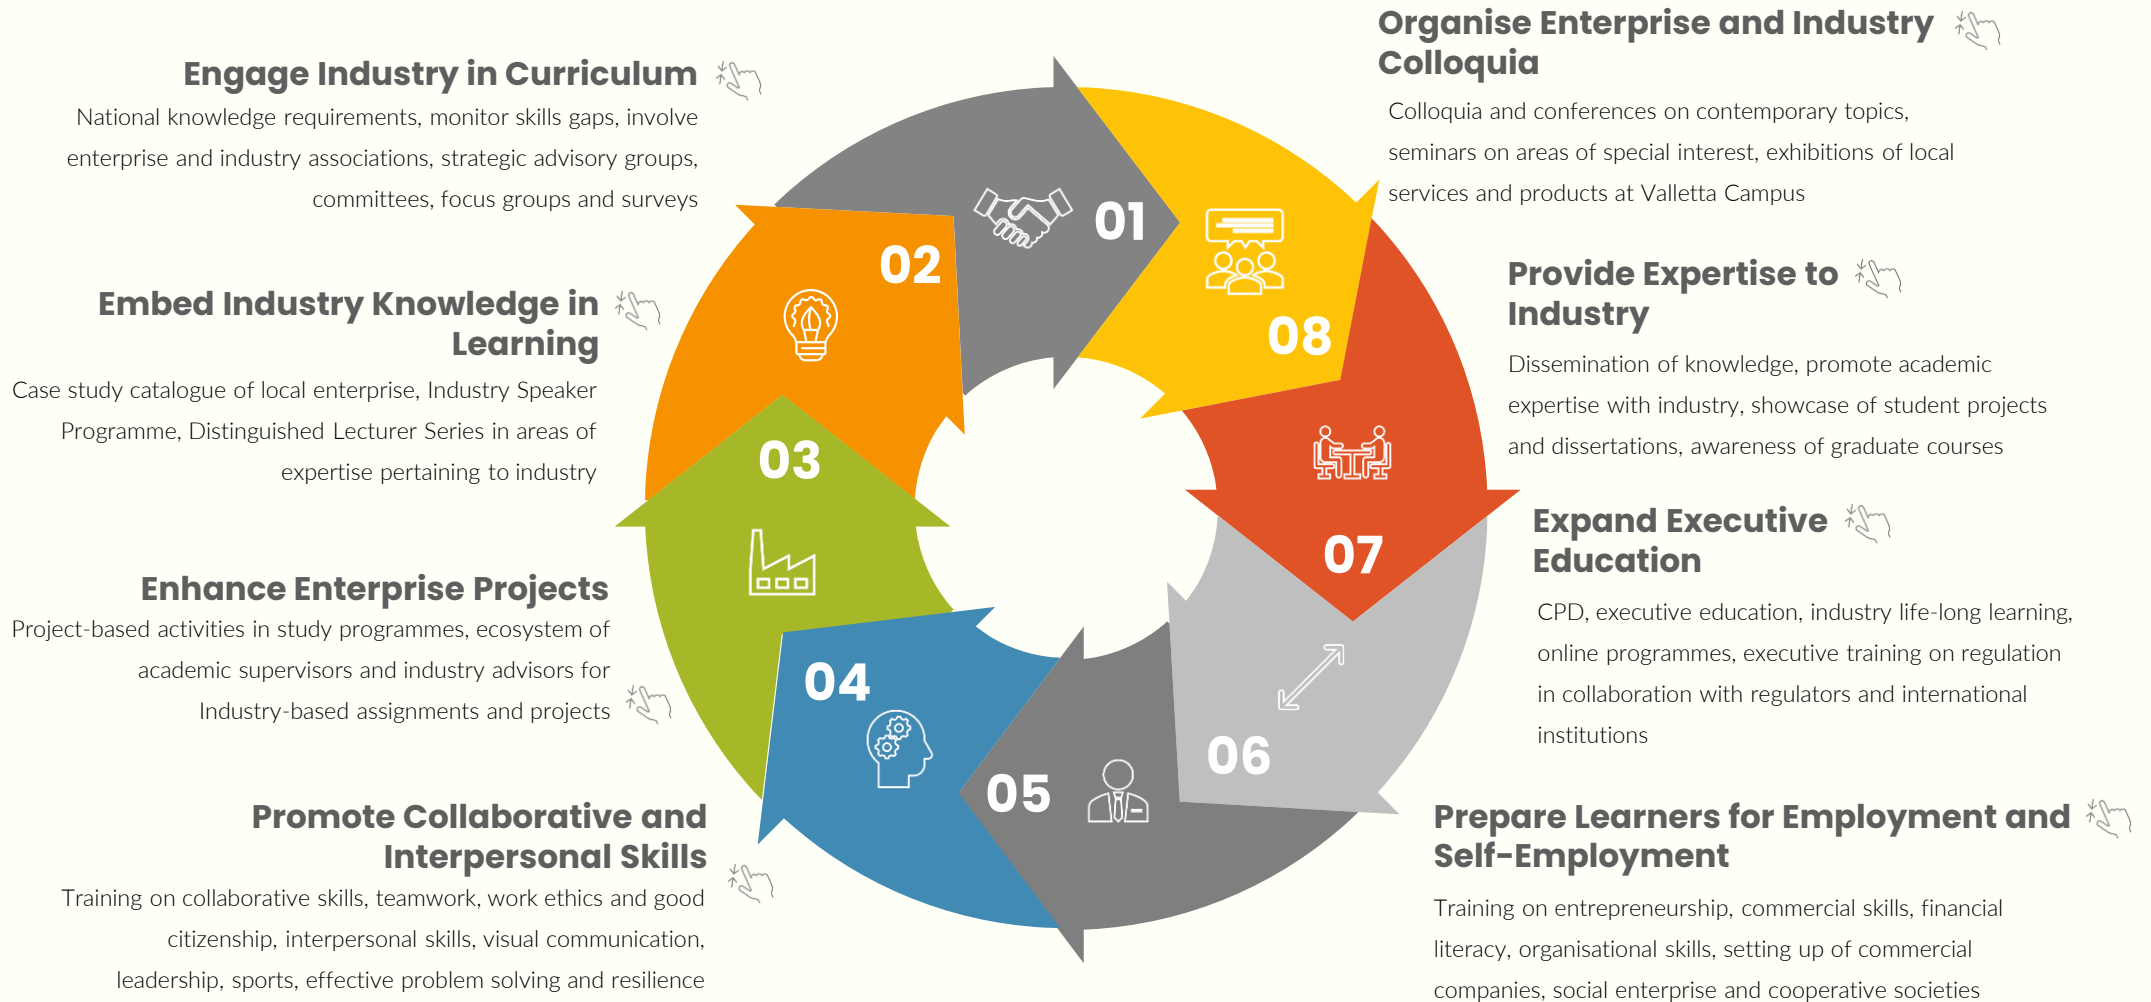 Engage Industry in Curriculum
National knowledge requirements, monitor skills gaps, involve
enterprise and industry associations, strategic advisory groups,
committees, focus groups and surveys
Embed Industry Knowledge in
Learning
Case study catalogue of local enterprise, Industry Speaker
Programme, Distinguished Lecturer Series in areas of
expertise pertaining to industry
Enhance Enterprise Projects
Project-based activities in study programmes, ecosystem of
academic supervisors and industry advisors for
Industry-based assignments and projects
Promote Collaborative and
Interpersonal Skills
Training on collaborative skills, teamwork, work ethics and good
citizenship, interpersonal skills, visual communication,
leadership, sports, effective problem solving and resilience
01
02
03
04
05
06
07
08
Organise Enterprise and Industry
Colloquia
Colloquia and conferences on contemporary topics,
seminars on areas of special interest, exhibitions of local
services and products at Valletta Campus
Provide Expertise to
Industry
Dissemination of knowledge, promote academic
expertise with industry, showcase of student projects
and dissertations, awareness of graduate courses
Expand Executive
Education
CPD, executive education, industry life-long learning,
online programmes, executive training on regulation
in collaboration with regulators and international
institutions
Prepare Learners for Employment and
Self-Employment
Training on entrepreneurship, commercial skills, financial
literacy, organisational skills, setting up of commercial
companies, social enterprise and cooperative societies